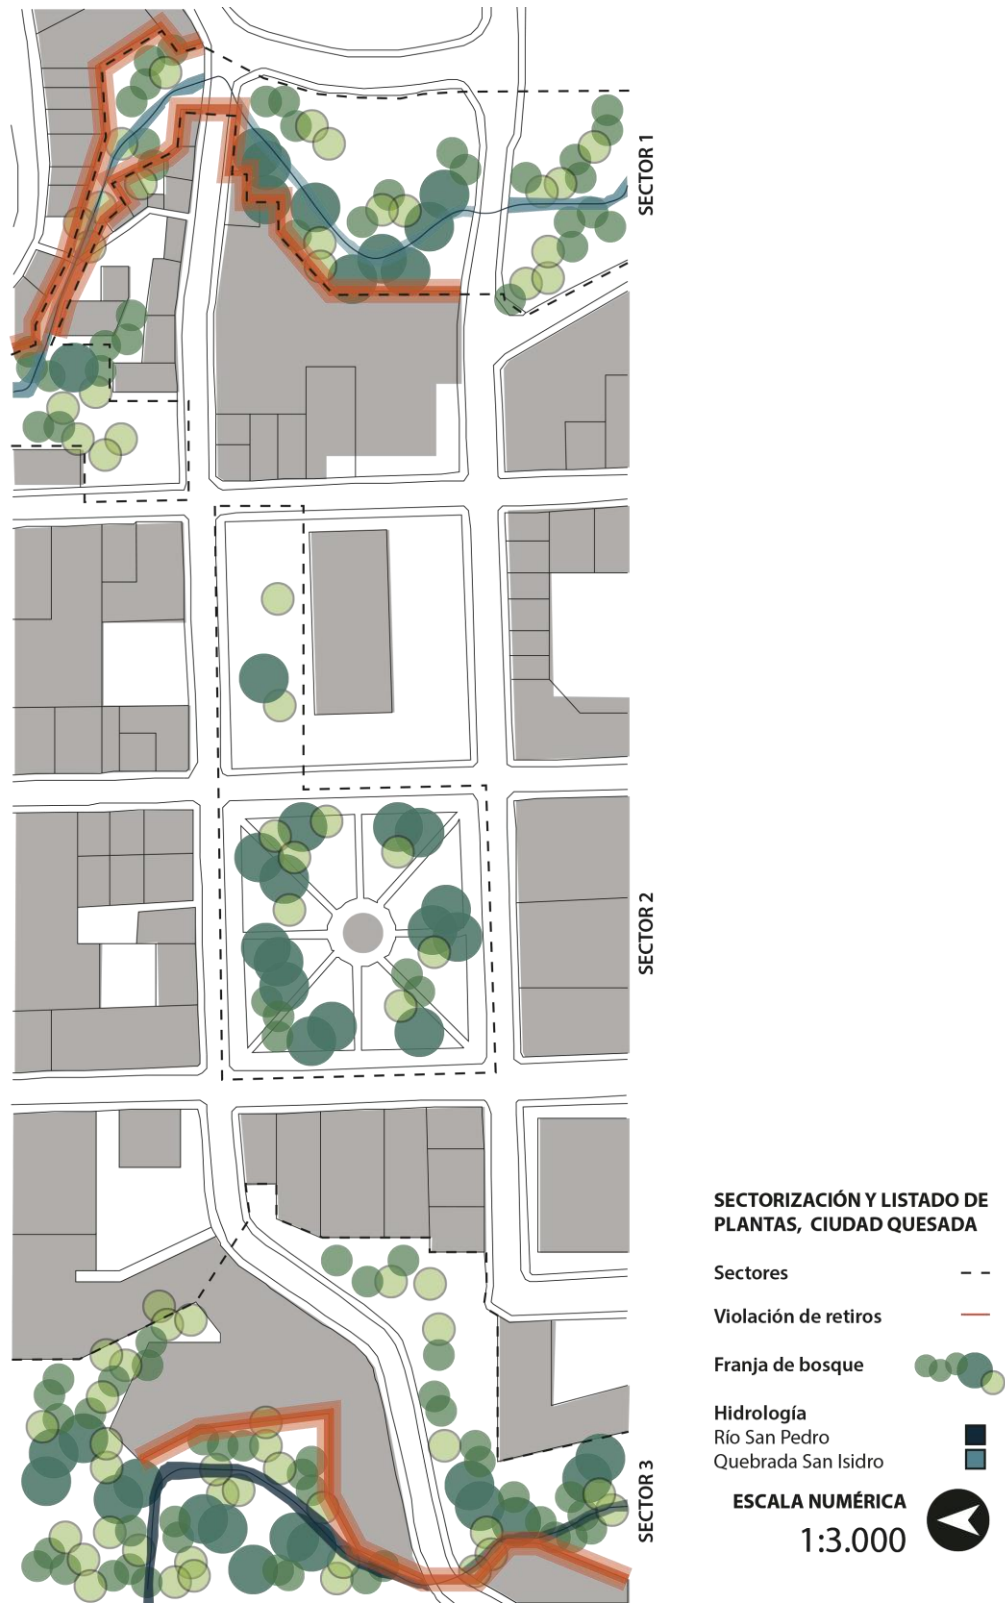 SECTOR 1
SECTOR 2
SECTOR 3
SECTORIZACIÓN Y LISTADO DE
PLANTAS, CIUDAD QUESADA
Sectores
Violación de retiros
Franja de bosque
Hidrología
Río San Pedro
Quebrada San Isidro
ESCALA NUMÉRICA
1:3.000